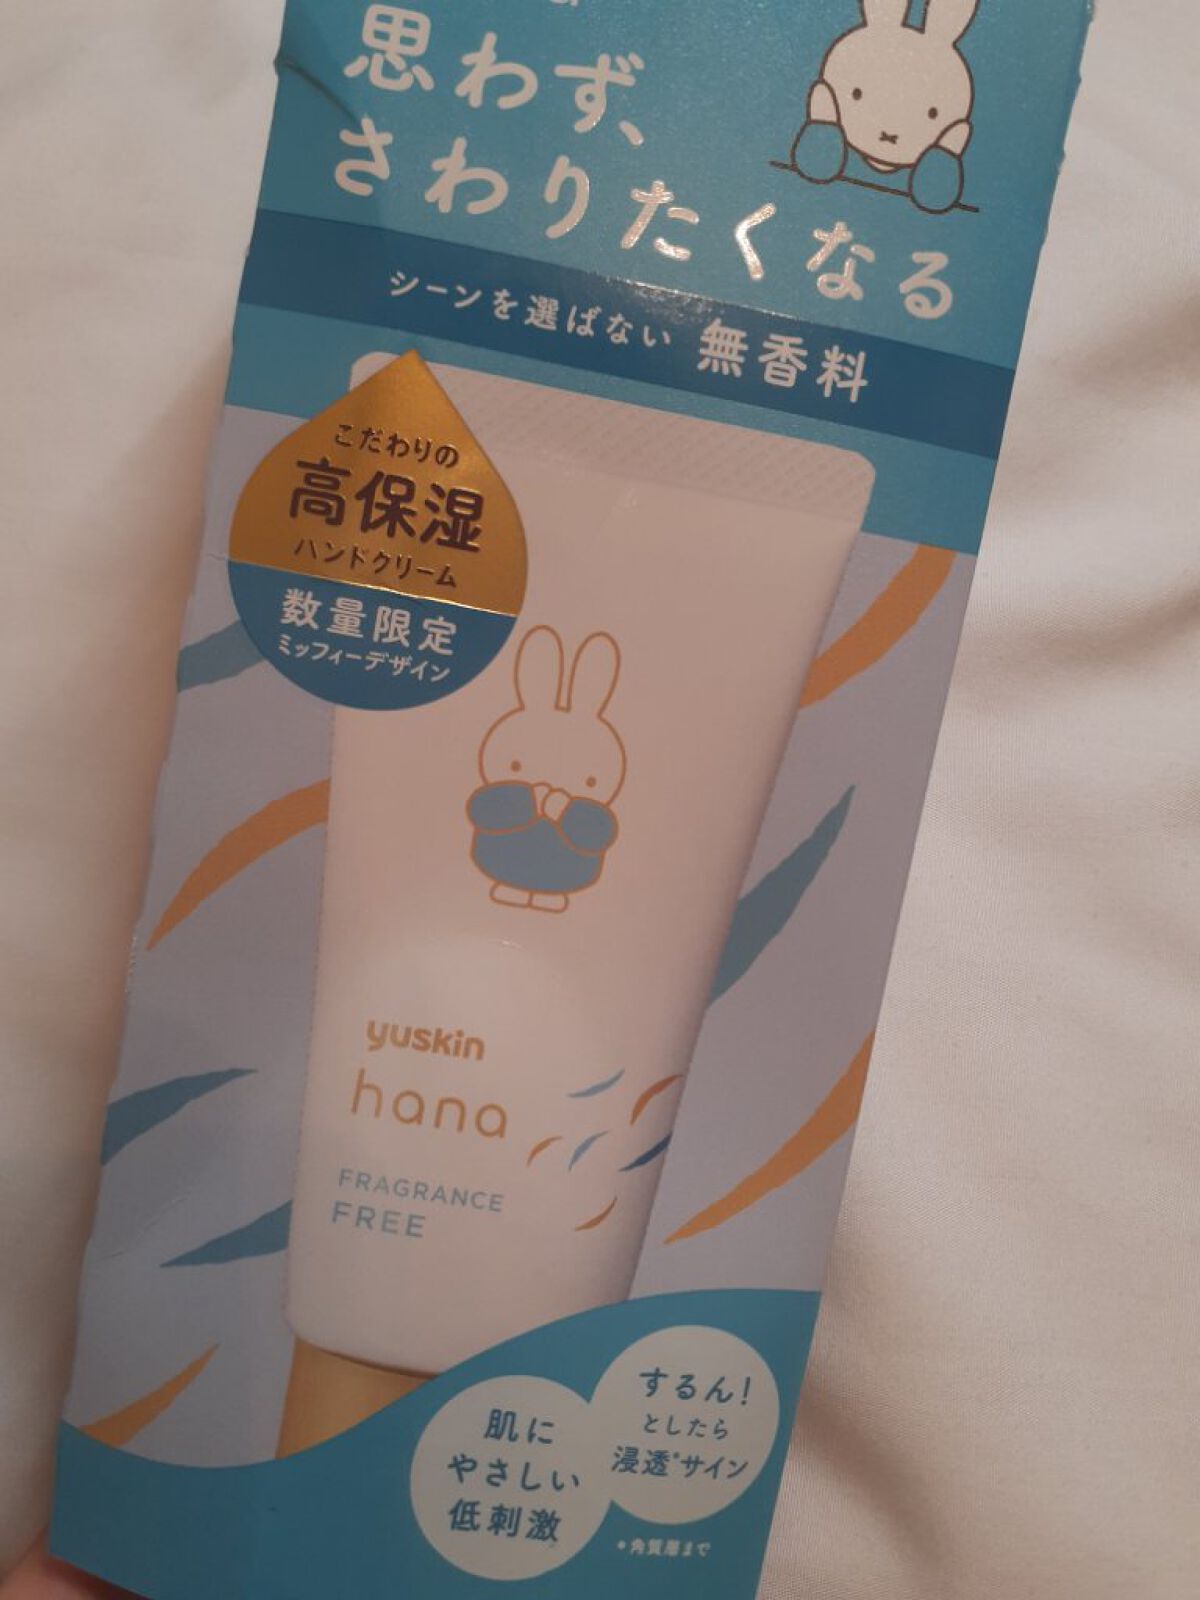 思わず、
さわりたくなる
シーンを選ばない 無香料
こだわりの
高保湿
ハンドクリーム
数量限定
ミッフィーデザイン
yuskin
hana
FRAGRANCE
FREE
肌に
やさしい
低刺激
するん!
としたら
浸透*サイン
*角質層まで